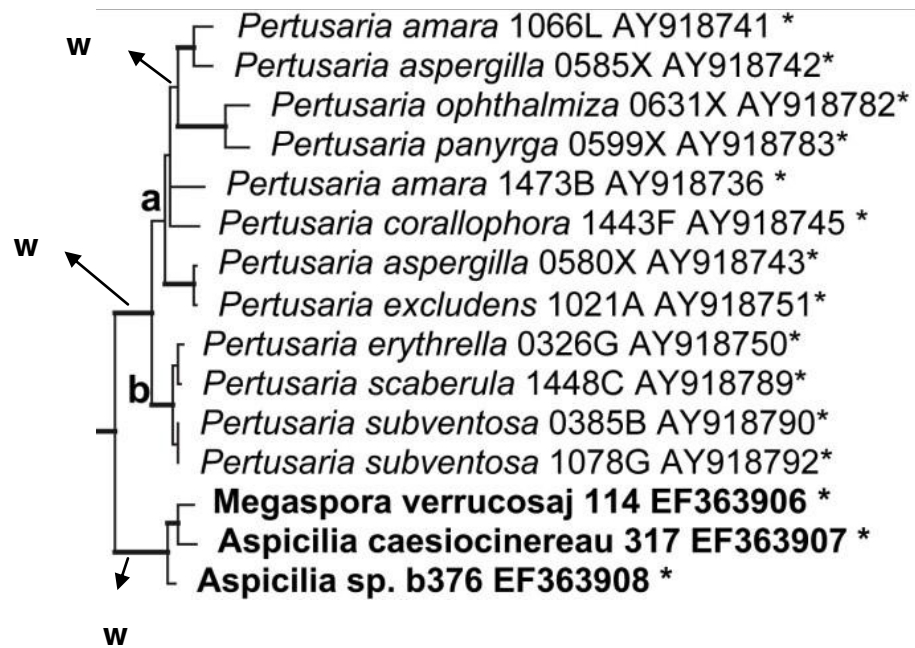 Pertusaria amara 1066L AY918741 *
w
Pertusaria aspergilla 0585X AY918742*
Pertusaria ophthalmiza 0631X AY918782*
Pertusaria panyrga 0599X AY918783*
Pertusaria amara 1473B AY918736 *
a
Pertusaria corallophora 1443F AY918745 *
w
Pertusaria aspergilla 0580X AY918743*
Pertusaria excludens 1021A AY918751*
Pertusaria erythrella 0326G AY918750*
Pertusaria scaberula 1448C AY918789*
b
Pertusaria subventosa 0385B AY918790*
Pertusaria subventosa 1078G AY918792*
Megaspora verrucosaj 114 EF363906 *
Aspicilia caesiocinereau 317 EF363907 *
Aspicilia sp. b376 EF363908 *
w